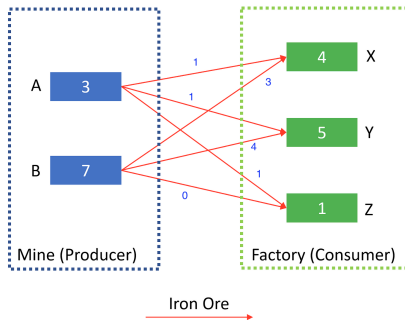 4 X
1
A 3
3
1
5 Y
4
B 7
1
0
1 Z
Mine (Producer)
Factory (Consumer)
Iron Ore